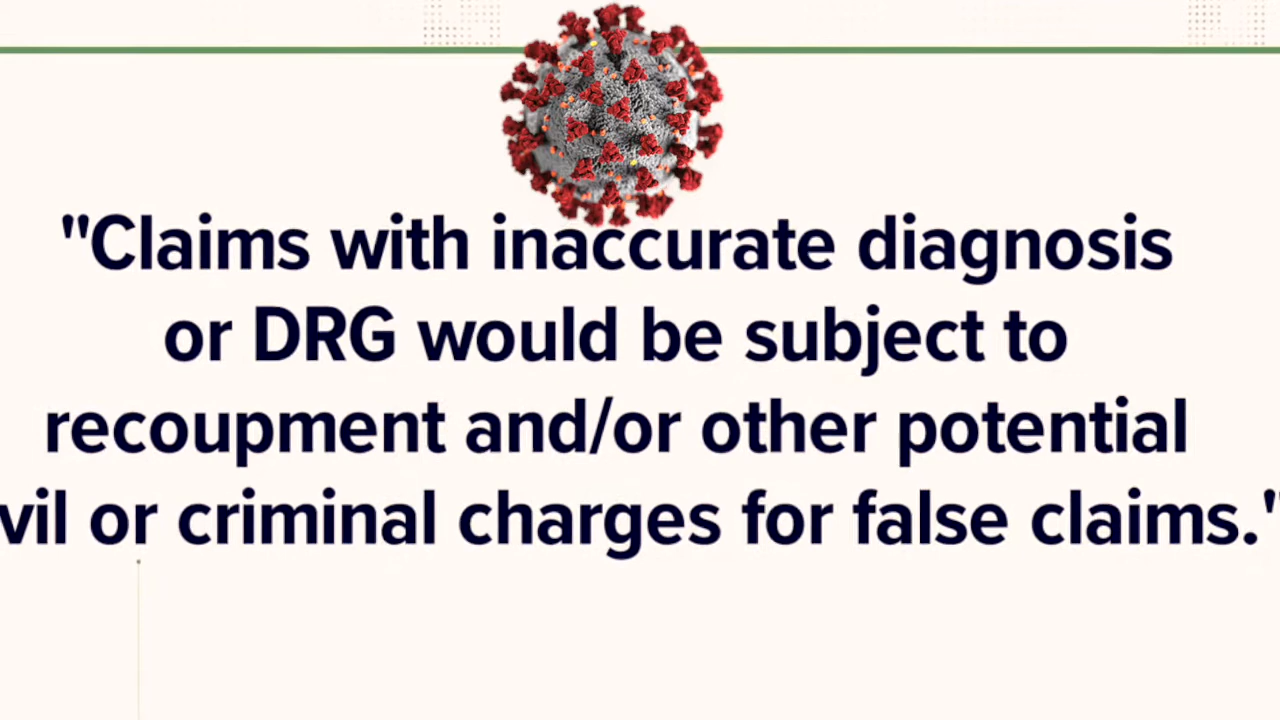 "Claims with inaccurate diagnosis
or DRG would be subject to
recoupment and/or other potential
vil or criminal charges for false claims."